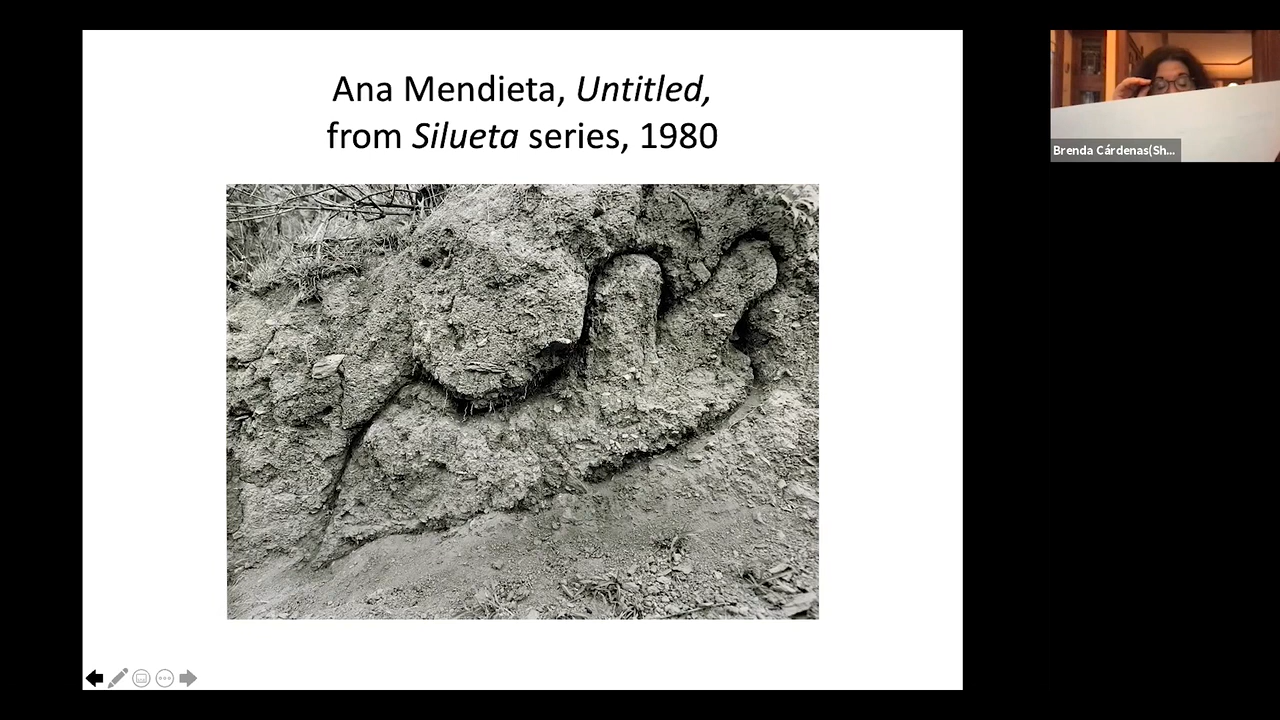 Ana Mendieta, Untitled,
from Silueta series, 1980
Brenda Cárdenas(Sh...